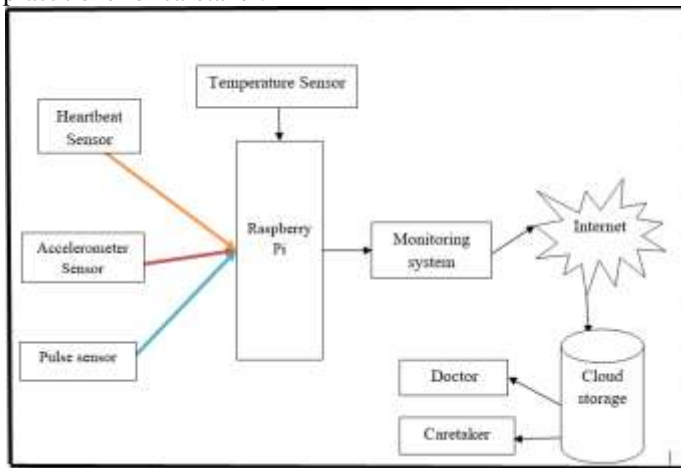 Temperature Sensor
Heartbeat
Sensor
Raspberry
Pi
Internet
Accelerometer
Sensor
Monitoring
system
Pulse sensor
Doctor
Cloud
storage
Caretaker